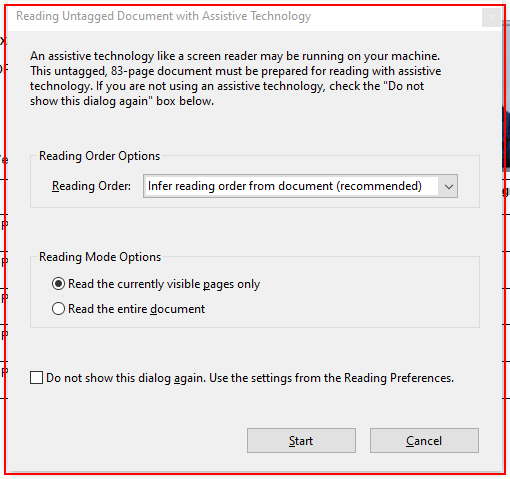 Reading Untagged Document with Assistive Technology
An assistive technology like a screen reader may be running on your machine.
This untagged, 83-page document must be prepared for reading with assistive
technology. If you are not using an assistive technology, check the "Do not
show this dialog again" box below.
Reading Order Options
Reading Order: Infer reading order from document (recommended)
Reading Mode Options
Read the currently visible pages only
Read the entire document
Do not show this dialog again. Use the settings from the Reading Preferences.
Start Cancel